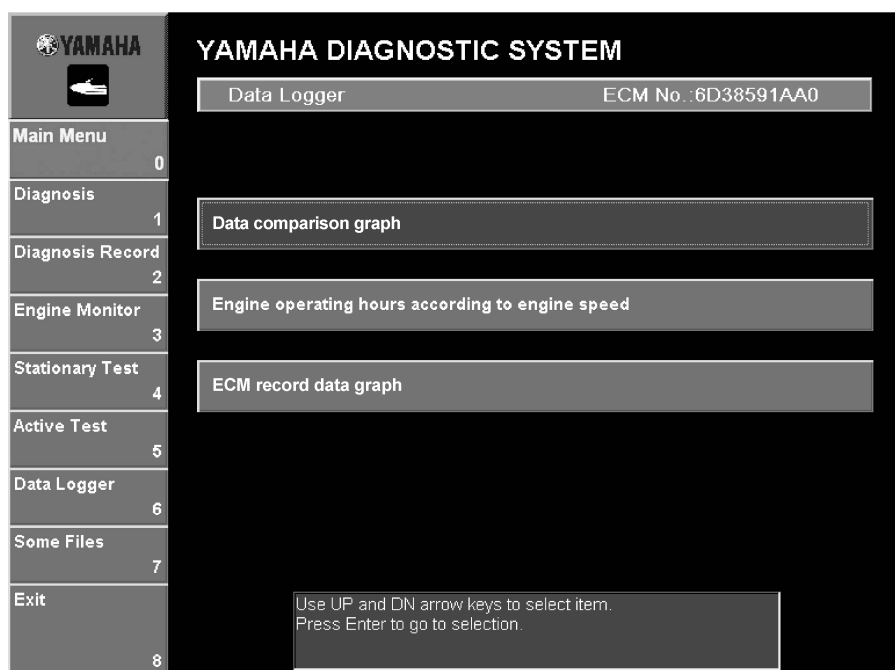 YAMAHA
YAMAHA DIAGNOSTIC SYSTEM
Data Logger ECM No.:6D38591AA0
Main Menu
0
Diagnosis
1
Diagnosis Record
2
Engine Monitor
3
Stationary Test
4
Active Test
5
Data Logger
6
Some Files
7
Exit
8
Data comparison graph
Engine operating hours according to engine speed
ECM record data graph
Use UP and DN arrow keys to select item.
Press Enter to go to selection.